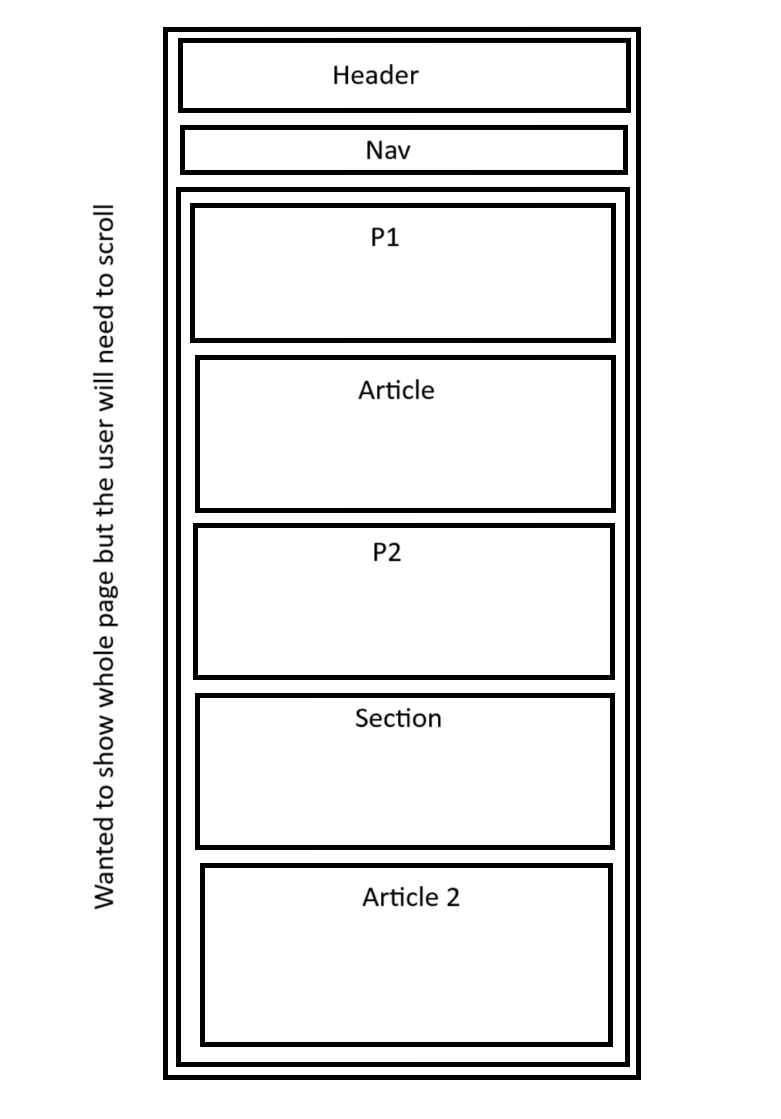 Header
Nav
Wanted to show whole page but the user will need to scroll
P1
Article
P2
Section
Article 2